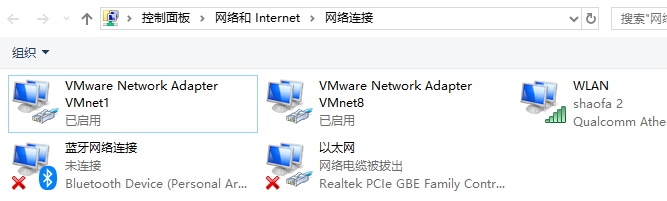 控制面板 网络和 Internet 网络连接 搜索"网络
组织
VMware Network Adapter VMnet1
已启用
VMware Network Adapter VMnet8
已启用
WLAN
shaofa 2
Qualcomm Athe
蓝牙网络连接
未连接
Bluetooth Device (Personal Ar...
以太网
网络电缆被拔出
Realtek PCIe GBE Family Contr...